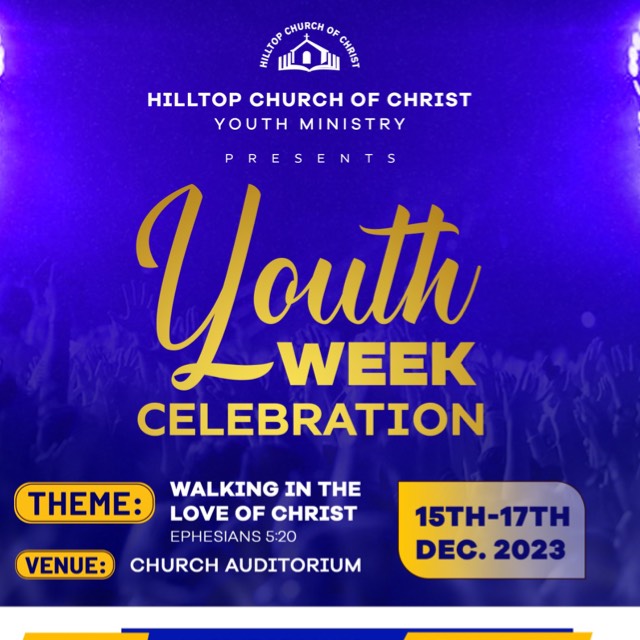 HILLTOP CHURCH OF CHRIST
HILLTOP CHURCH OF CHRIST
YOUTH MINISTRY
PRESENTS
Youth
WEEK
CELEBRATION
THEME:
WALKING IN THE
LOVE OF CHRIST
EPHESIANS 5:20
VENUE:
CHURCH AUDITORIUM
15TH-17TH
DEC. 2023